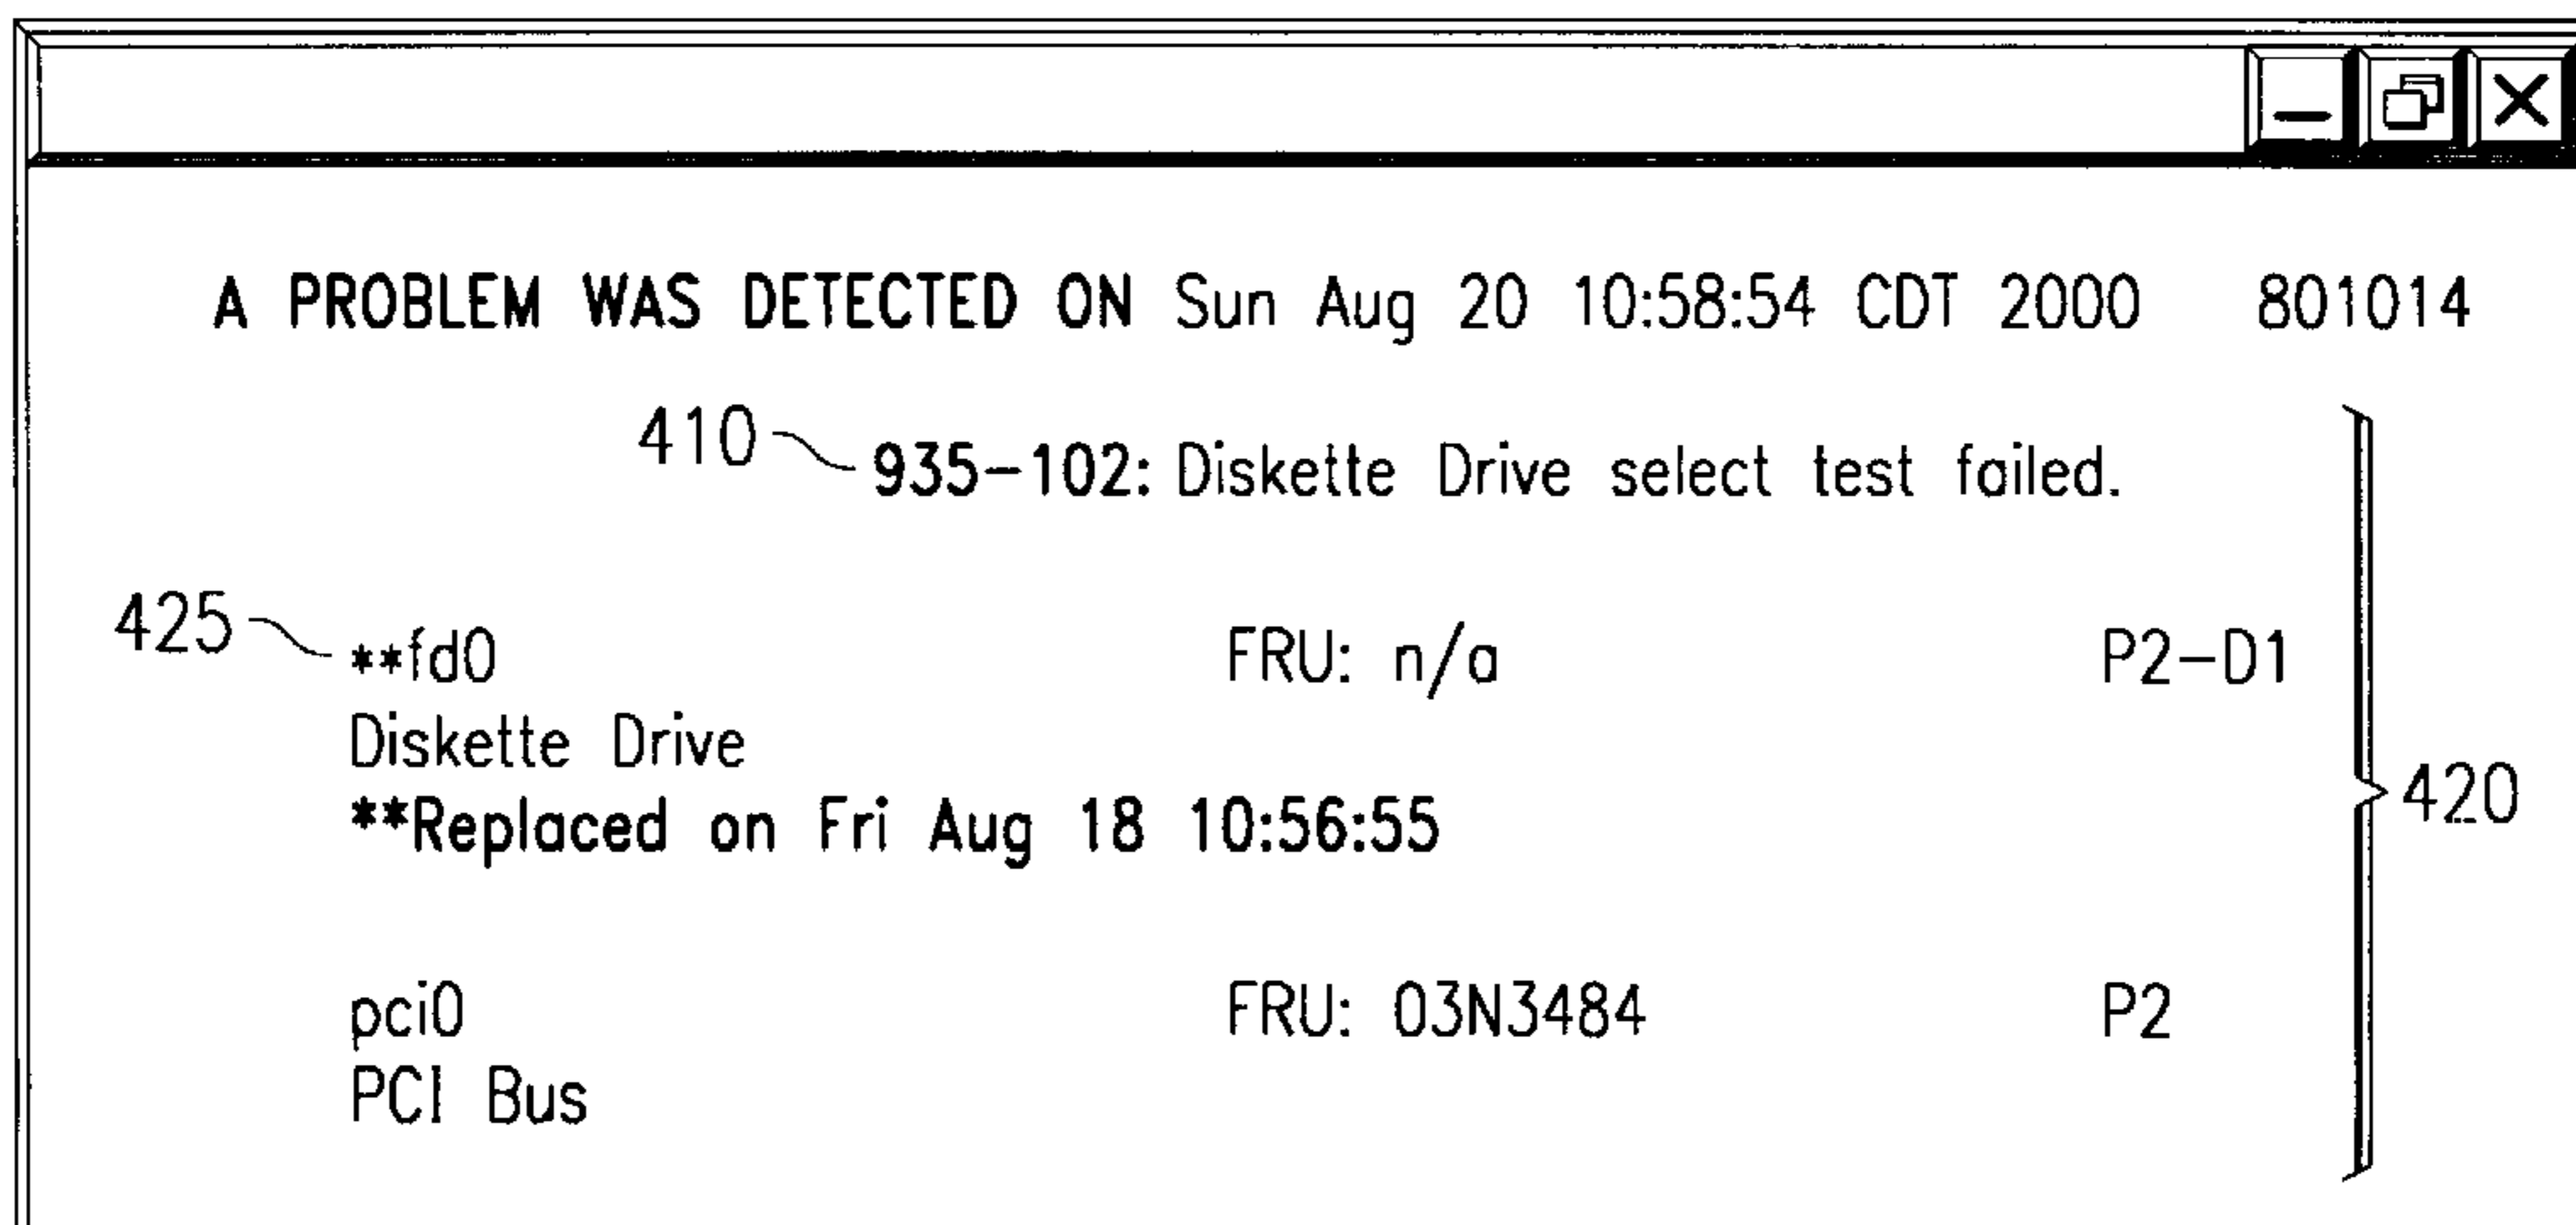 A PROBLEM WAS DETECTED ON Sun Aug 20 10:58:54 CDT 2000 801014
410 935-102: Diskette Drive select test failed.
425 **fd0 FRU: n/a P2-D1
Diskette Drive
420
**Replaced on Fri Aug 18 10:56:55
pci0 FRU: 03N3484 P2
PCI Bus